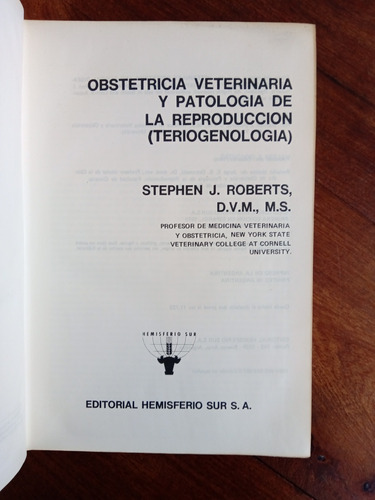 OBSTETRICIA VETERINARIA
Y PATOLOGIA DE
LA REPRODUCCION
(TERIOGENOLOGIA)
STEPHEN J. ROBERTS,
D.V.M., M.S.
PROFESOR DE MEDICINA VETERINARIA
Y OBSTETRICIA, NEW YORK STATE
VETERINARY COLLEGE AT CORNELL
UNIVERSITY.
HEMISFERIO SUR
EDITORIAL HEMISFERIO SUR S. A.